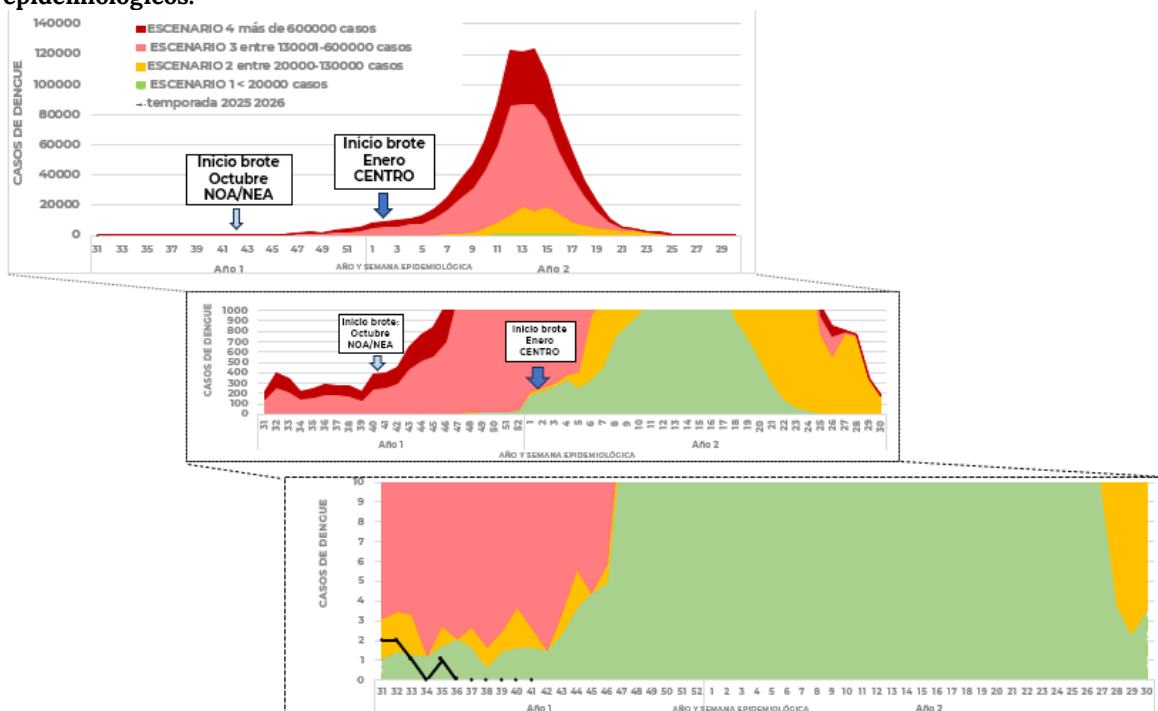 epidemiológicos.
140000
120000
100000
80000
60000
40000
20000
0
CASOS DE DENGUE
ESCENARIO 4 más de 600000 casos
ESCENARIO 3 entre 130001-600000 casos
ESCENARIO 2 entre 20000-130000 casos
ESCENARIO 1 < 20000 casos
temporada 2025 2026
Inicio brote
Octubre
NOA/NEA
Inicio brote
Enero
CENTRO
31 33 35 37 39 41 43 45 47 49 51 1 3 5 7 9 11 13 15 17 19 21 23 25 27 29
Año 1 AÑO Y SEMANA EPIDEMIOLÓGICA Año 2
1000
900
800
700
600
500
400
300
200
100
0
CASOS DE DENGUE
Inicio brote:
Octubre
NOA/NEA
Inicio brote
Enero
CENTRO
31 32 33 34 35 36 37 38 39 40 41 42 43 44 45 46 47 48 49 50 51 52 1 2 3 4 5 6 7 8 9 10 11 12 13 14 15 16 17 18 19 20 21 22 23 24 25 26 27 28 29 30
Año 1 Año 2
AÑO Y SEMANA EPIDEMIOLÓGICA
10
9
8
7
6
5
4
3
2
1
0
CASOS DE DENGUE
31 32 33 34 35 36 37 38 39 40 41 42 43 44 45 46 47 48 49 50 51 52 1 2 3 4 5 6 7 8 9 10 11 12 13 14 15 16 17 18 19 20 21 22 23 24 25 26 27 28 29 30
Año 1 AÑO Y SEMANA EPIDEMIOLÓGICA Año 2